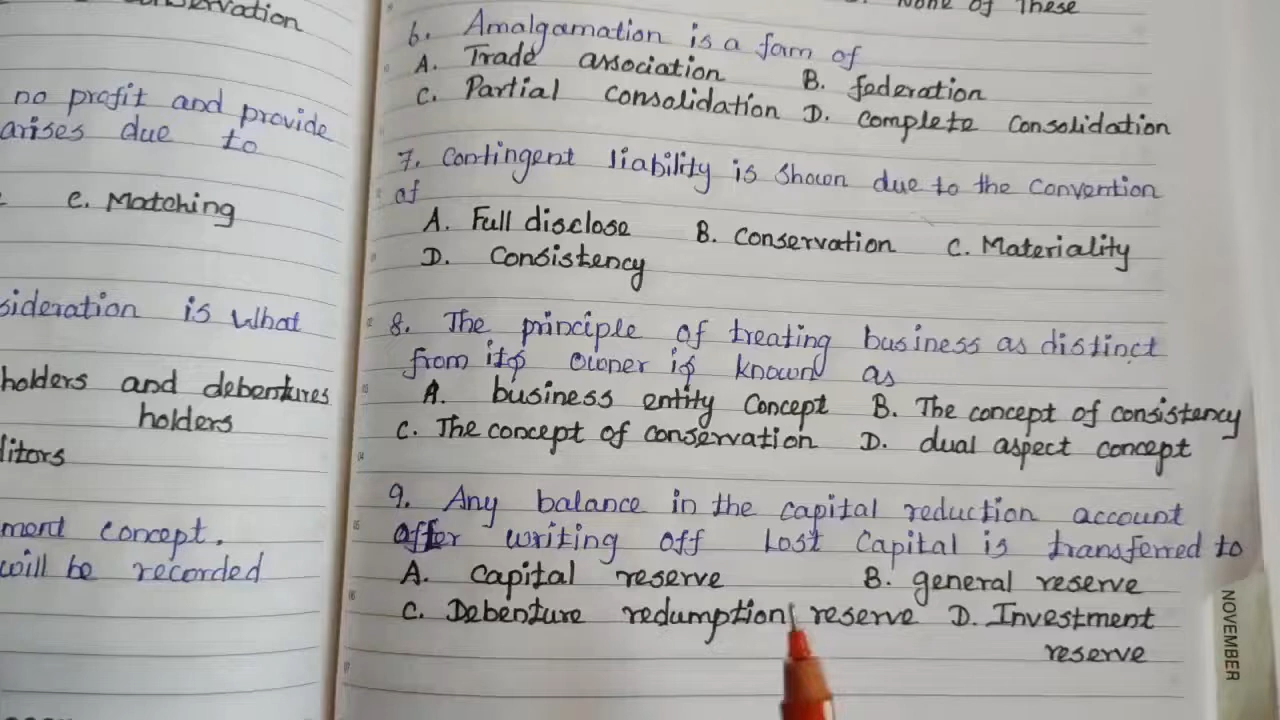 servation
no profit and provide
arises due to
e. Matching
sideration is what
holders and debentures
holders
litors
ment concept.
will be recorded
None of These
6. Amalgamation is a form of
A. Trade association B. federation
C. Partial consolidation D. complete consolidation
7. Contingent liability is shown due to the convention
of
A. Full disclose B. conservation C. Materiality
D. Consistency
8. The principle of treating business as distinct
from its owner is known as
A. business entity concept B. The concept of consistency
C. The concept of conservation D. dual aspect concept
9. Any balance in the capital reduction account
after writing off Lost Capital is transferred to
A. capital reserve B. general reserve
C. Debenture redumption reserve D. Investment
reserve
NOVEMBER